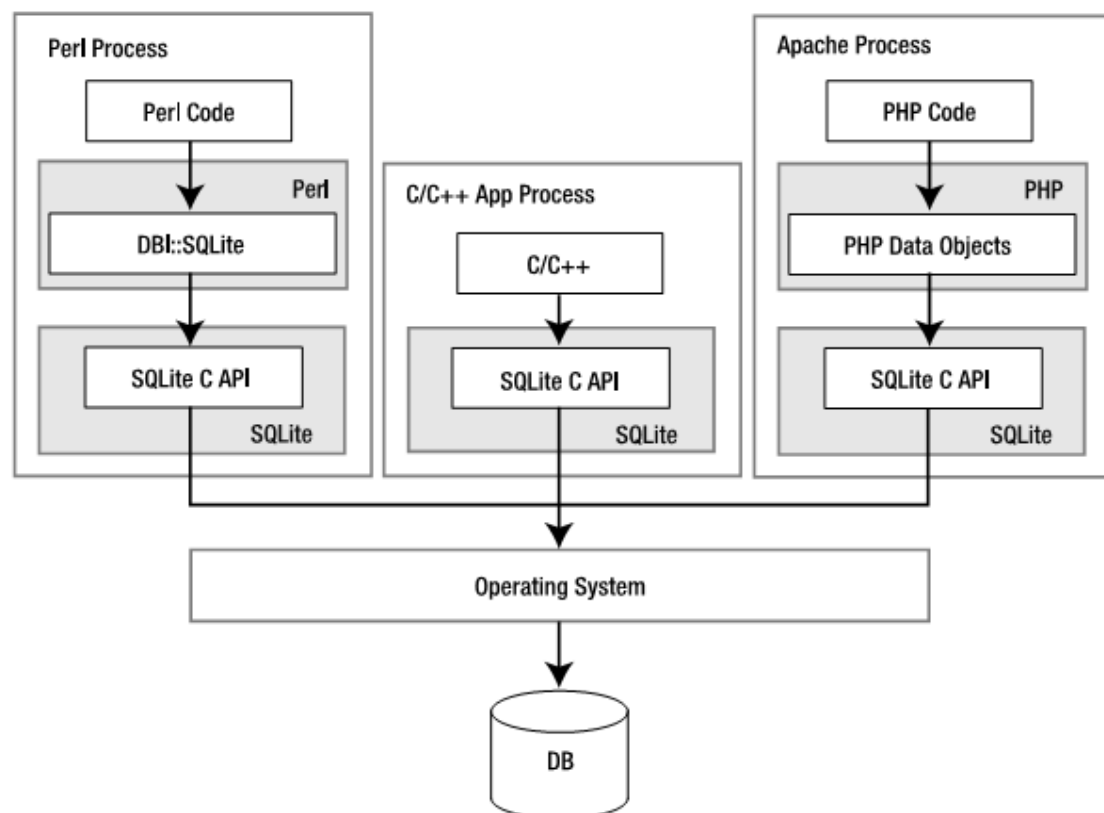 Perl Process
Perl Code
Perl
DBI::SQLite
SQLite C API
SQLite
C/C++ App Process
C/C++
SQLite C API
SQLite
Apache Process
PHP Code
PHP
PHP Data Objects
SQLite C API
SQLite
Operating System
DB